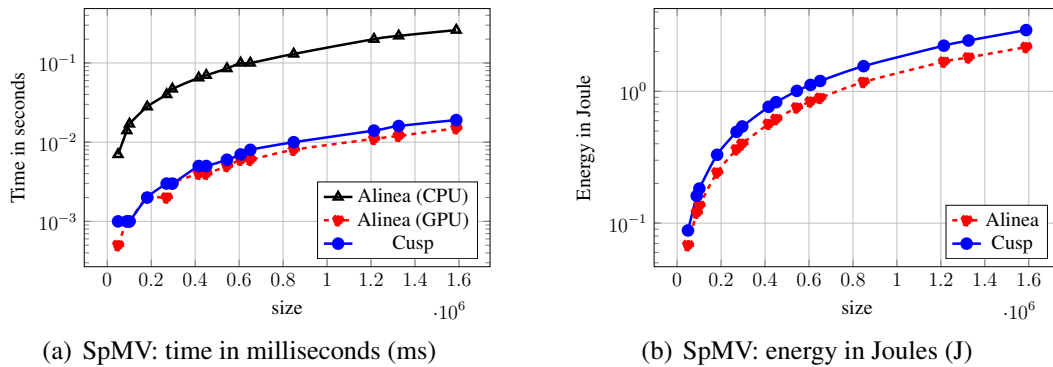 Time in seconds
10^{-1}
10^{-2}
10^{-3}
0 0.2 0.4 0.6 0.8 1 1.2 1.4 1.6
size
·10^6
Alinea (CPU)
Alinea (GPU)
Cusp
(a) SpMV: time in milliseconds (ms)
Energy in Joule
10^0
10^{-1}
0 0.2 0.4 0.6 0.8 1 1.2 1.4 1.6
size
·10^6
Alinea
Cusp
(b) SpMV: energy in Joules (J)